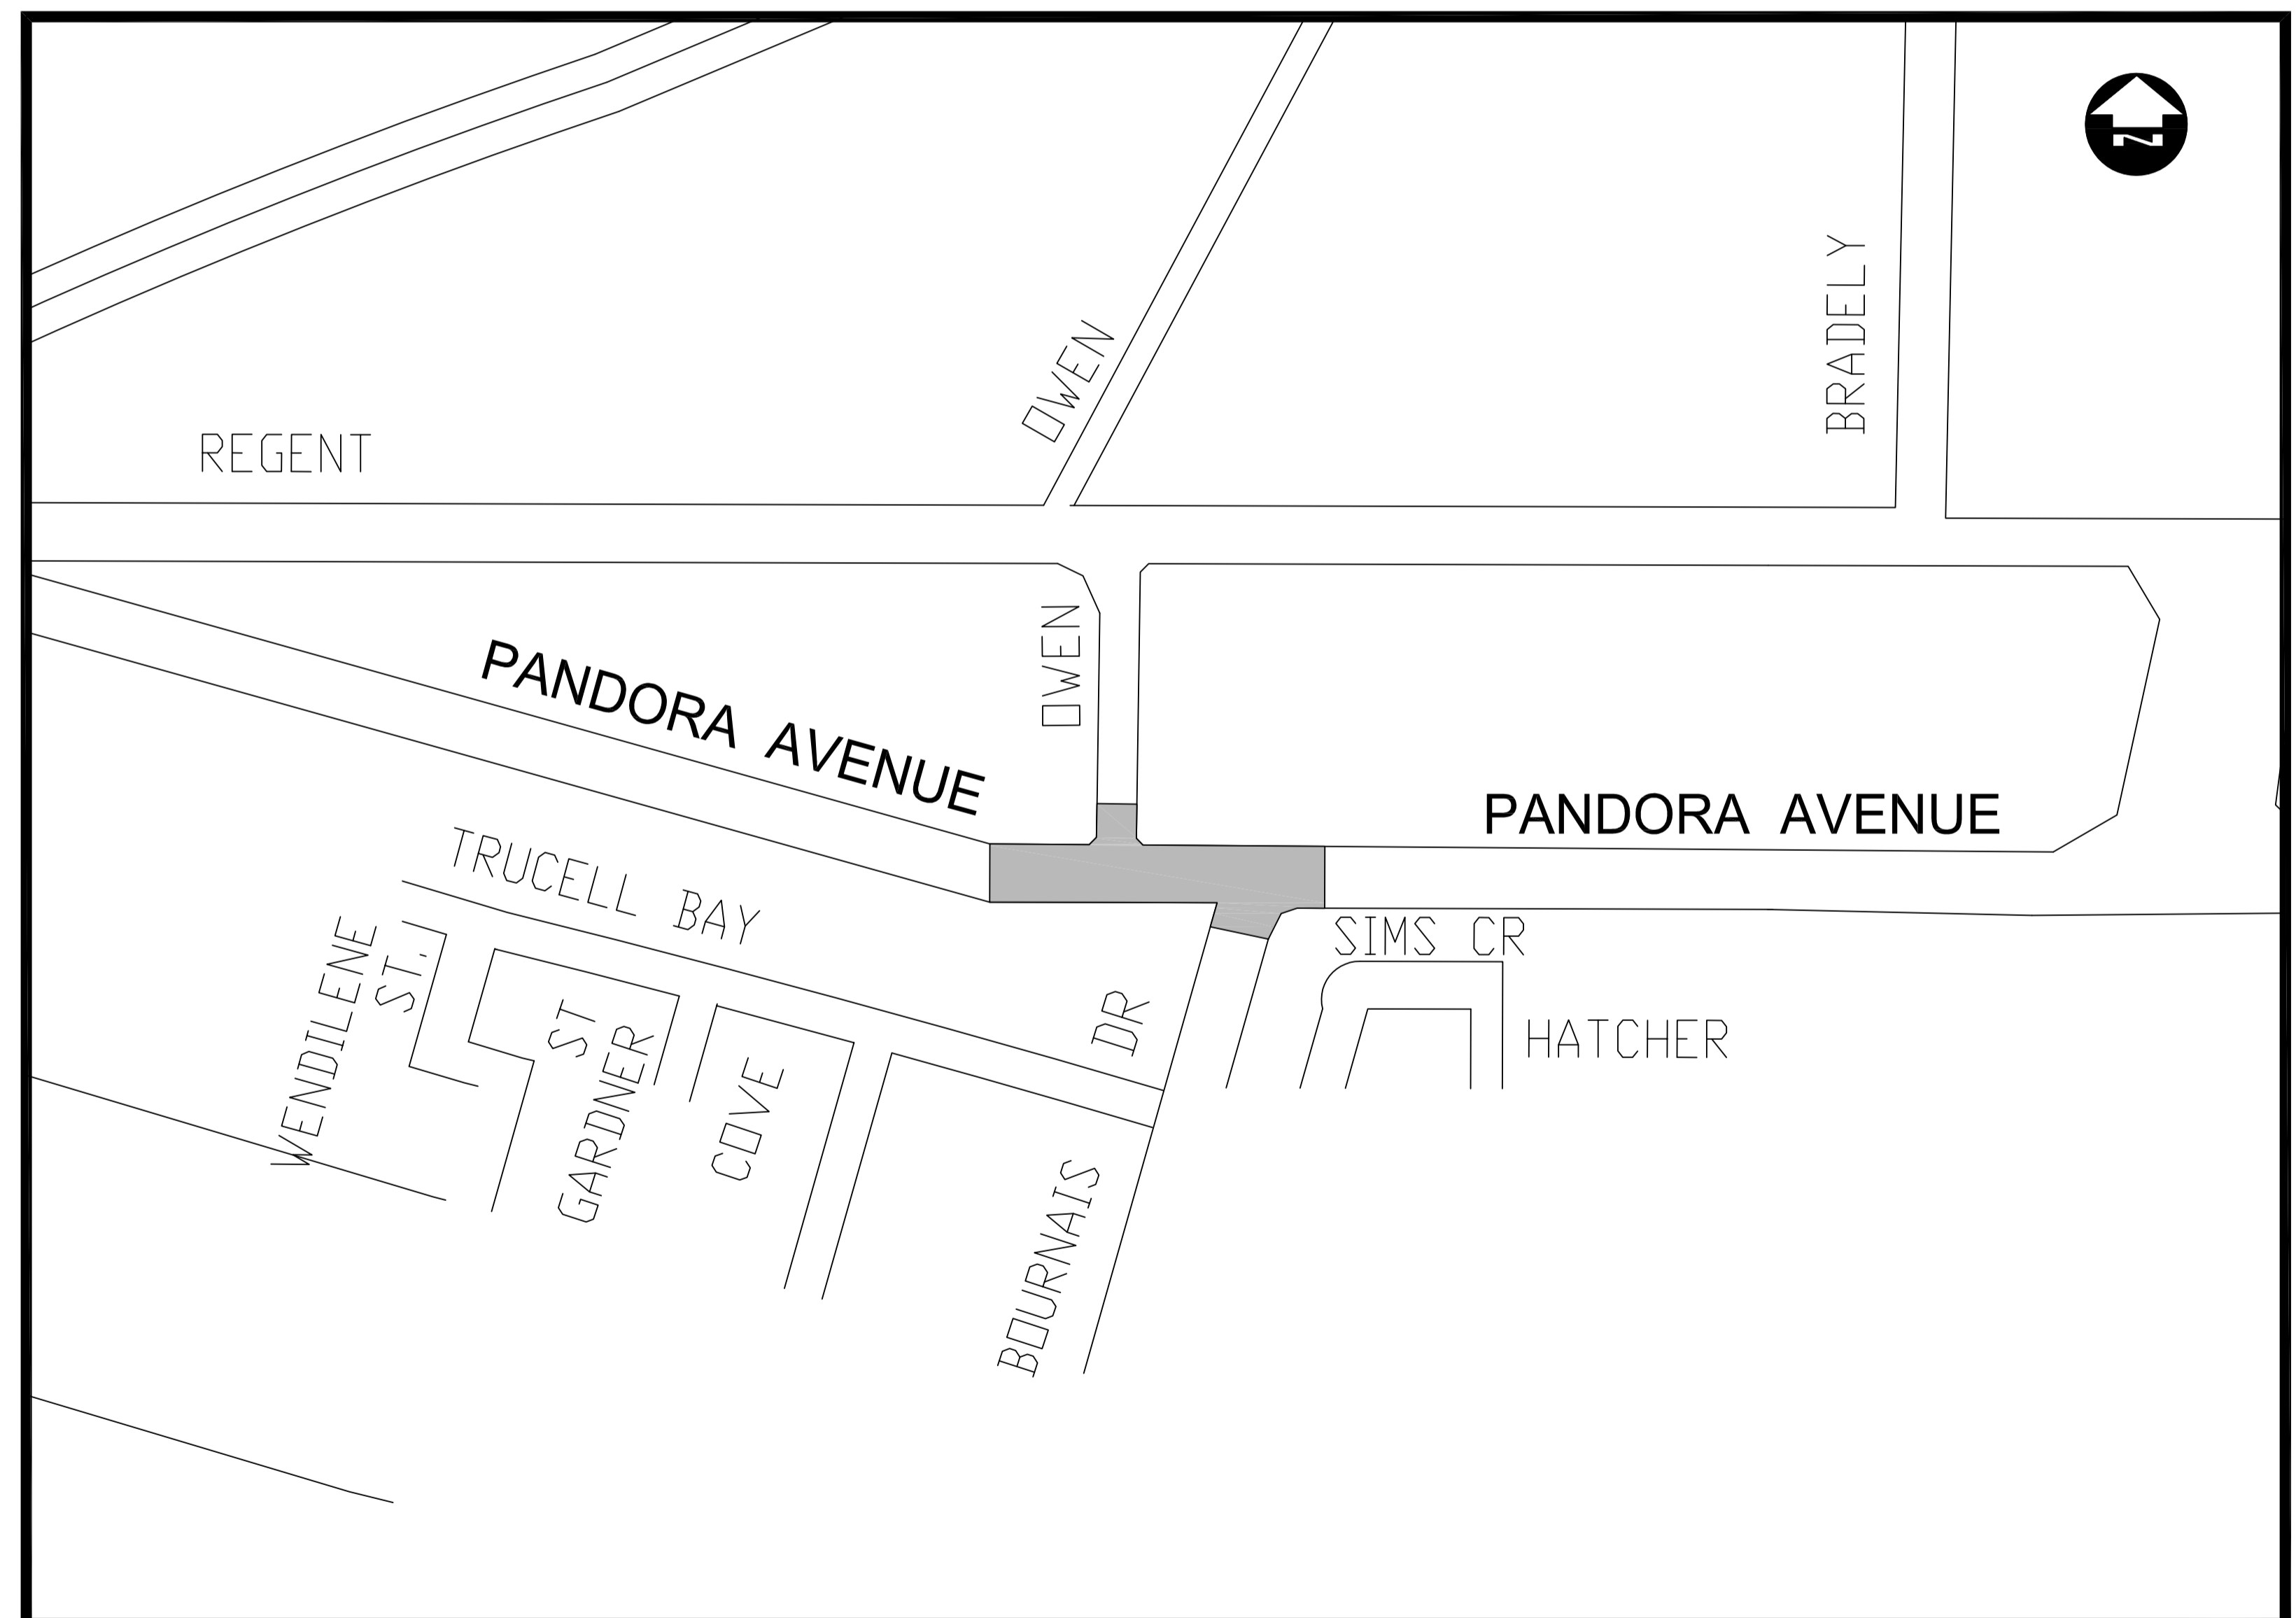 N
BRADELY
OWEN
REGENT
OWEN
PANDORA AVENUE
PANDORA AVENUE
TRUCELL BAY
SIMS CR
WENDILENE
ST.
GARDNER
ST
COVE
BOURNAIS DR
HATCHER